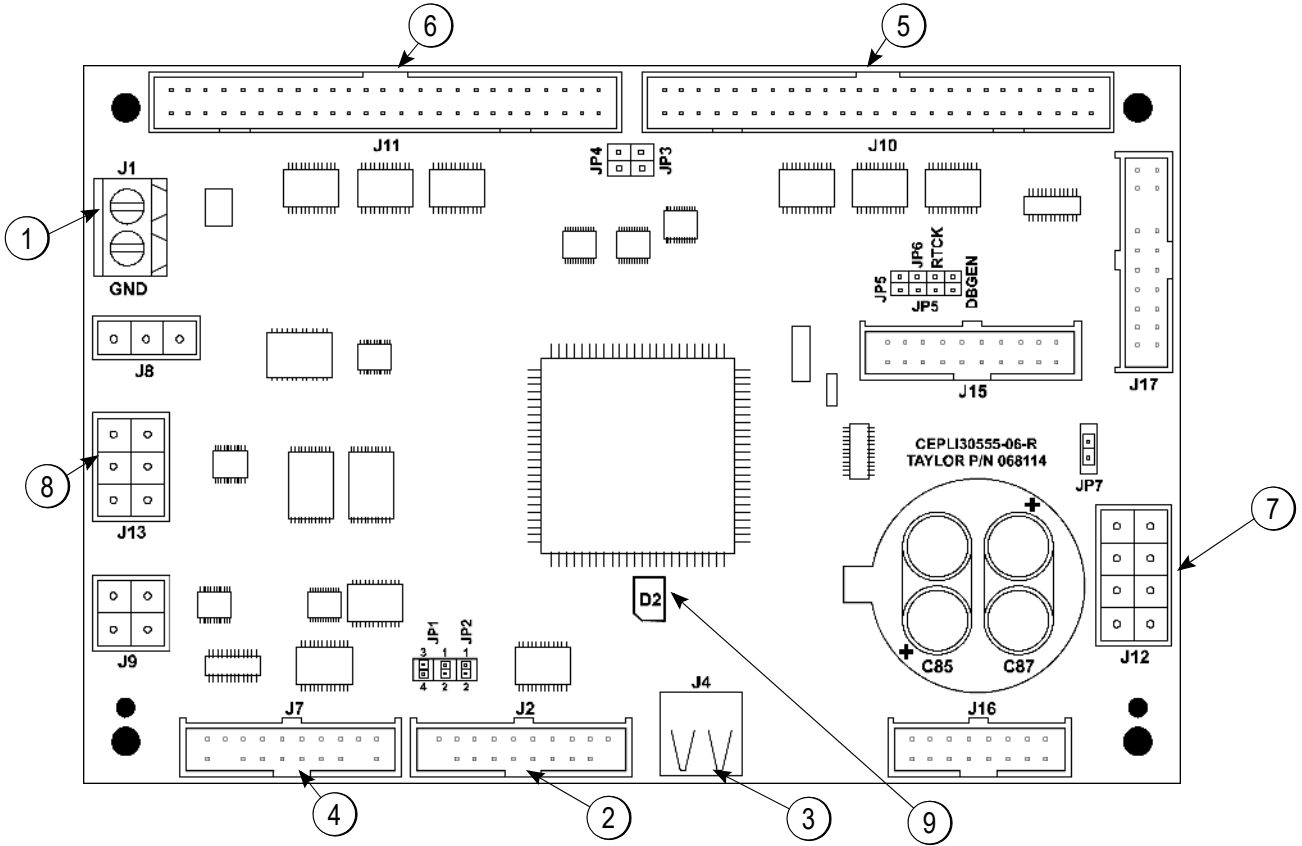 6
5
J11
J10
JP4
JP3
J1
1
GND
JP6
RTCK
JP5
JP5
DBGEN
J8
J15
J17
CEPLI30555-06-R
TAYLOR P/N 068114
JP7
8
J13
7
D2
J9
JP1
JP2
3 1 1
4 2 2
+
+
C85
C87
J12
J7
J2
J4
J16
4
2
3
9